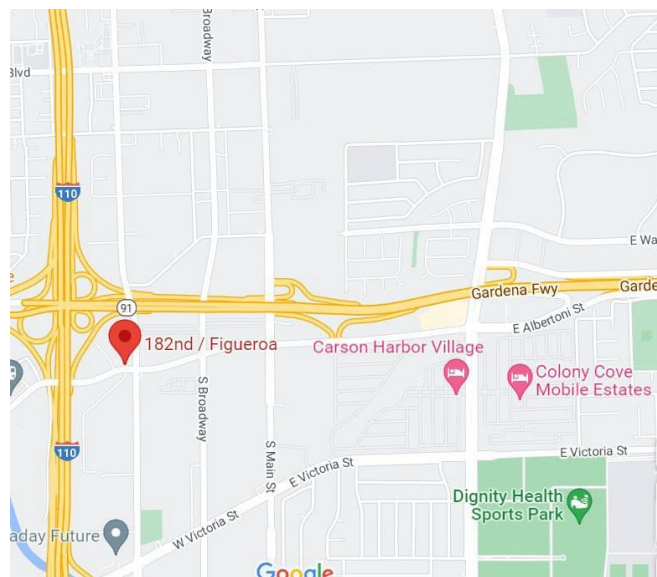 Broadway
Blvd
110
E Wa
Gardena Fwy
Garde
91
E Albertoni St
182nd / Figueroa
Carson Harbor Village
Colony Cove
Mobile Estates
S Broadway
S Main St
E Victoria St
110
E Victoria St
Dignity Health
Sports Park
W Victoria St
aday Future
Google